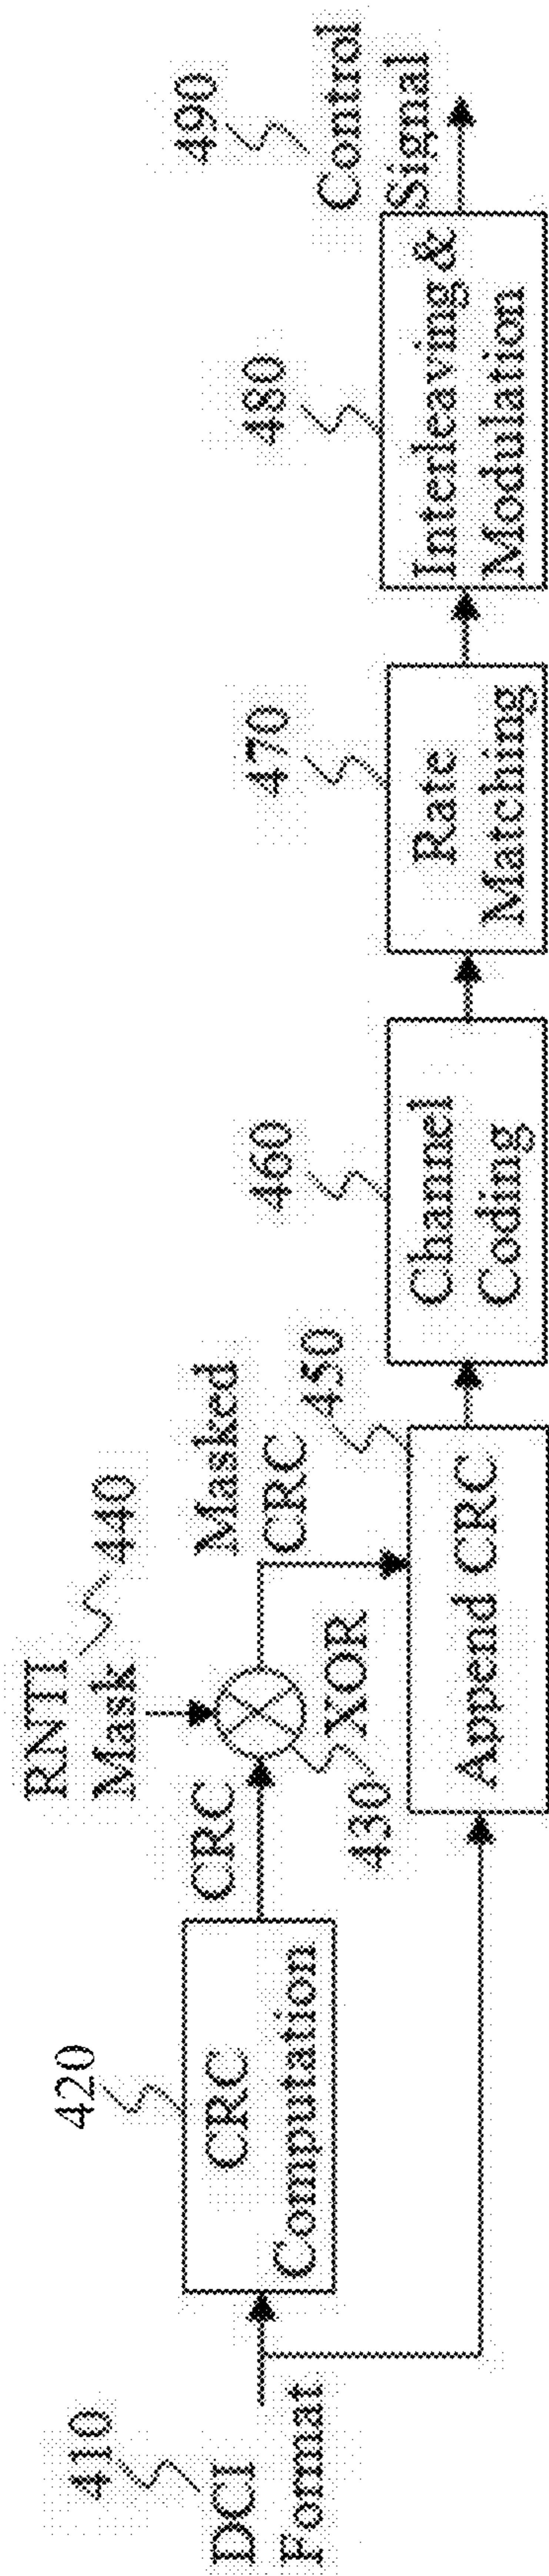 410
DCI
Format
420
CRC
Computation
CRC
RNTI
Mask
440
430
XOR
Masked
CRC
450
Append CRC
460
Channel
Coding
470
Rate
Matching
480
Interleaving &
Modulation
490
Control
Signal